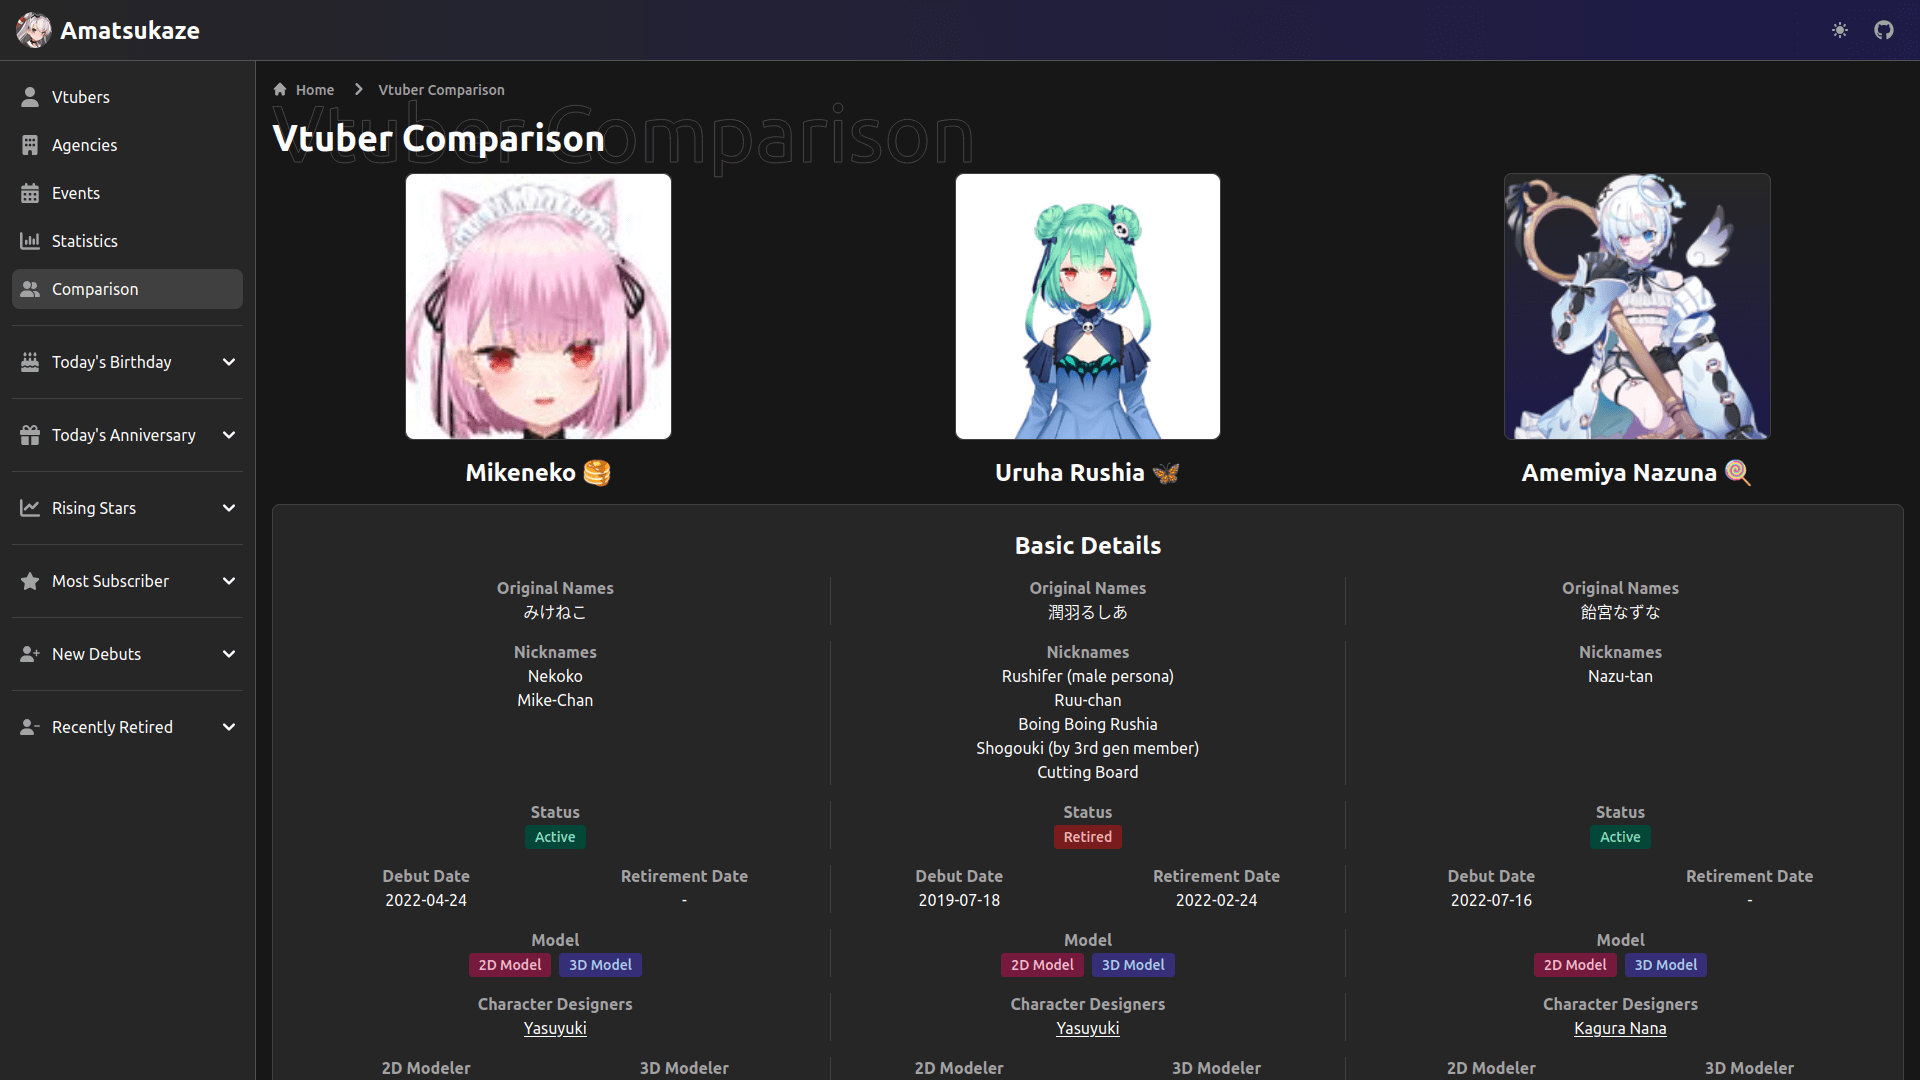 Amatsukaze
Vtubers
Agencies
Events
Statistics
Comparison
Today's Birthday
Today's Anniversary
Rising Stars
Most Subscriber
New Debuts
Recently Retired
Home
Vtuber Comparison
Vtuber Comparison
Vtuber Comparison
Mikeneko 🥞
Uruha Rushia 🦋
Amemiya Nazuna 🍭
Basic Details
Original Names
みけねこ
Original Names
潤羽るしあ
Original Names
飴宮なずな
Nicknames
Nekoko
Mike-Chan
Nicknames
Rushifer (male persona)
Ruu-chan
Boing Boing Rushia
Shogouki (by 3rd gen member)
Cutting Board
Nicknames
Nazu-tan
Status
Active
Status
Retired
Status
Active
Debut Date
2022-04-24
Retirement Date
-
Debut Date
2019-07-18
Retirement Date
2022-02-24
Debut Date
2022-07-16
Retirement Date
-
Model
2D Model 3D Model
Model
2D Model 3D Model
Model
2D Model 3D Model
Character Designers
Yasuyuki
Character Designers
Yasuyuki
Character Designers
Kagura Nana
2D Modeler
3D Modeler
2D Modeler
3D Modeler
2D Modeler
3D Modeler